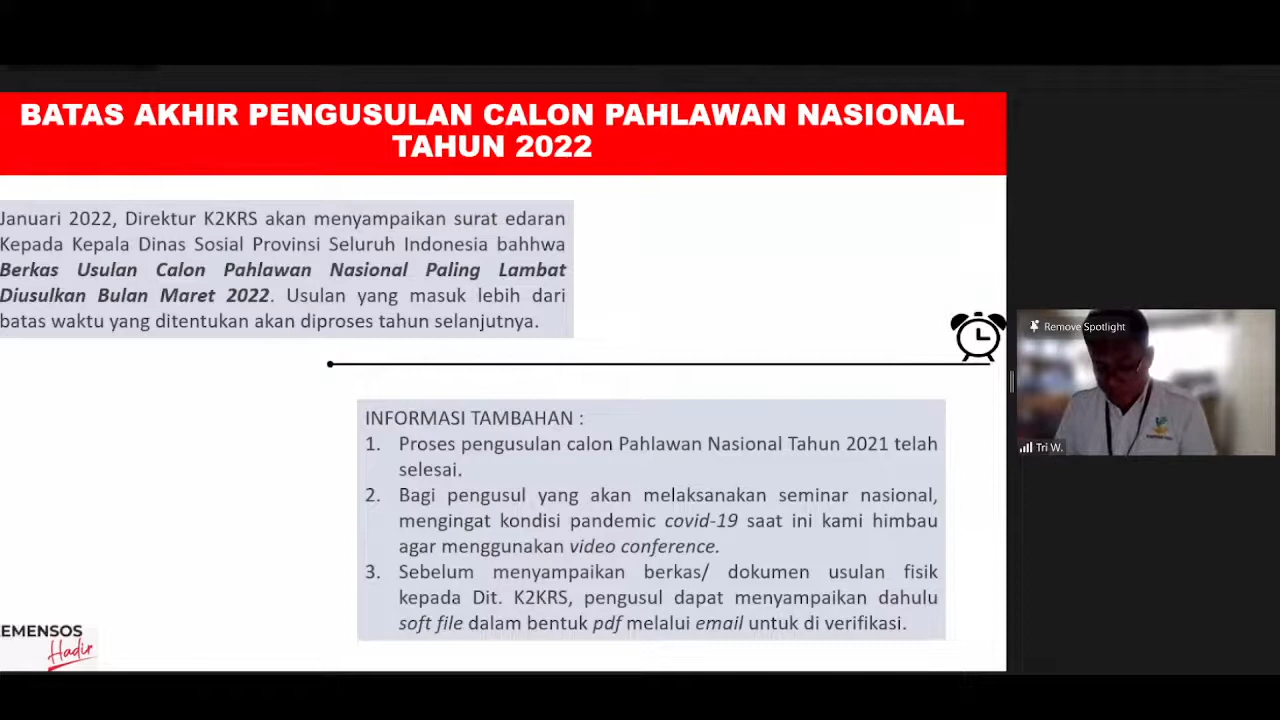 BATAS AKHIR PENGUSULAN CALON PAHLAWAN NASIONAL
TAHUN 2022
Januari 2022, Direktur K2KRS akan menyampaikan surat edaran
Kepada Kepala Dinas Sosial Provinsi Seluruh Indonesia bahhwa
Berkas Usulan Calon Pahlawan Nasional Paling Lambat
Diusulkan Bulan Maret 2022. Usulan yang masuk lebih dari
batas waktu yang ditentukan akan diproses tahun selanjutnya.
Remove Spotlight
Tri W.
INFORMASI TAMBAHAN :
1. Proses pengusulan calon Pahlawan Nasional Tahun 2021 telah
selesai.
2. Bagi pengusul yang akan melaksanakan seminar nasional,
mengingat kondisi pandemic covid-19 saat ini kami himbau
agar menggunakan video conference.
3. Sebelum menyampaikan berkas/ dokumen usulan fisik
kepada Dit. K2KRS, pengusul dapat menyampaikan dahulu
soft file dalam bentuk pdf melalui email untuk di verifikasi.
EMENSOS
Hadir